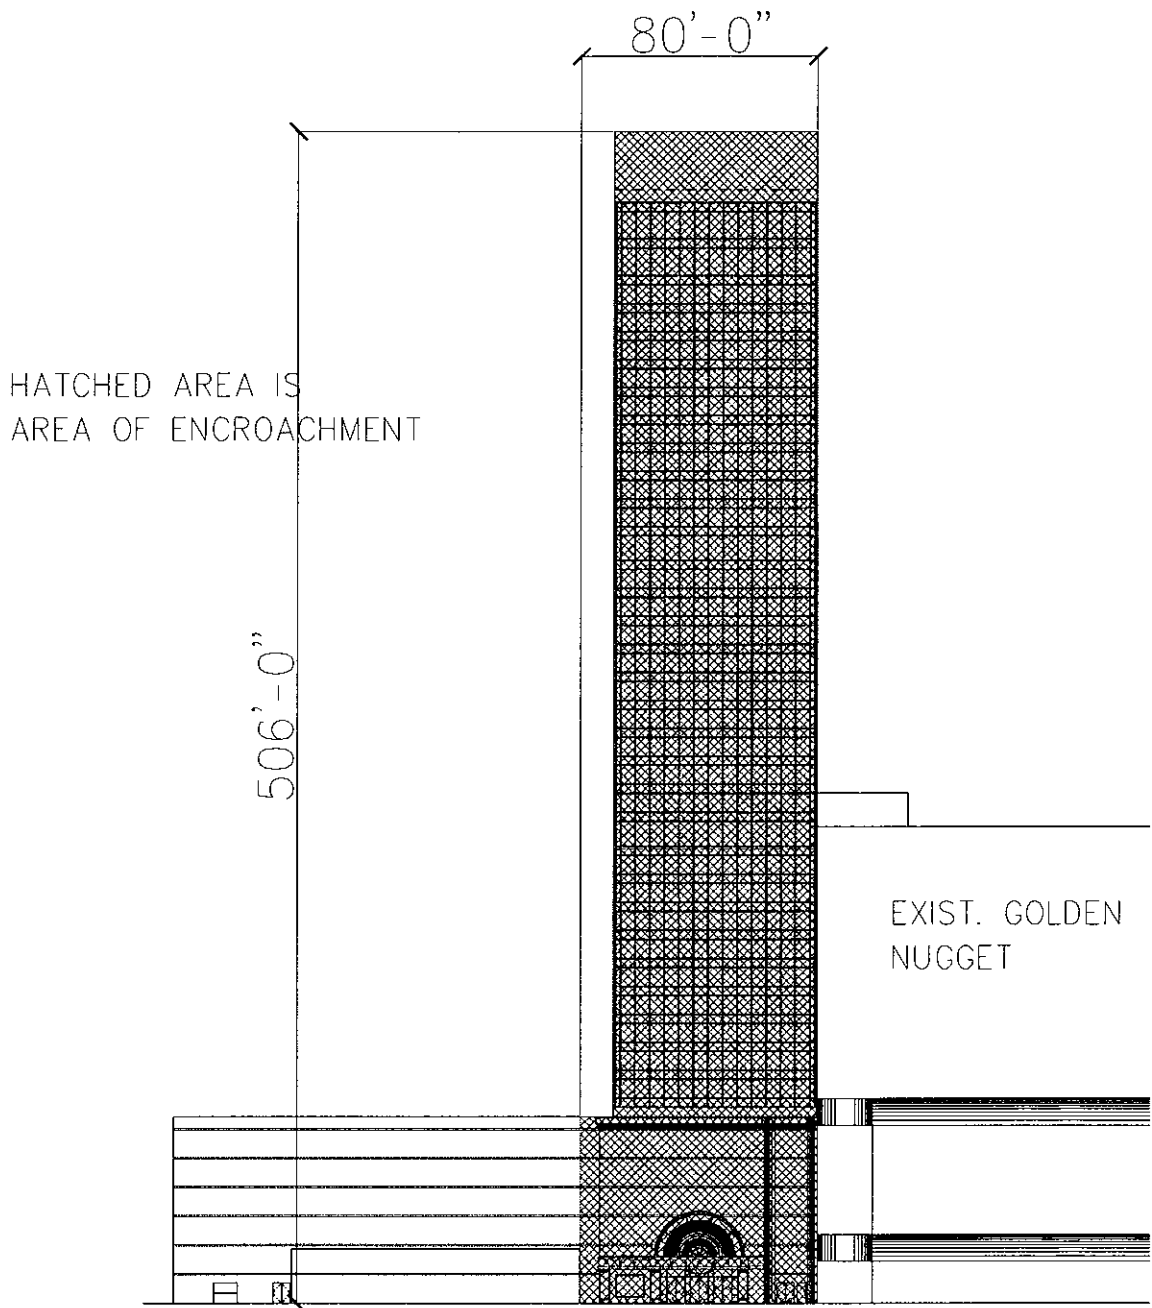 80'-0"
HATCHED AREA IS
AREA OF ENCROACHMENT
506'-0"
EXIST. GOLDEN
NUGGET